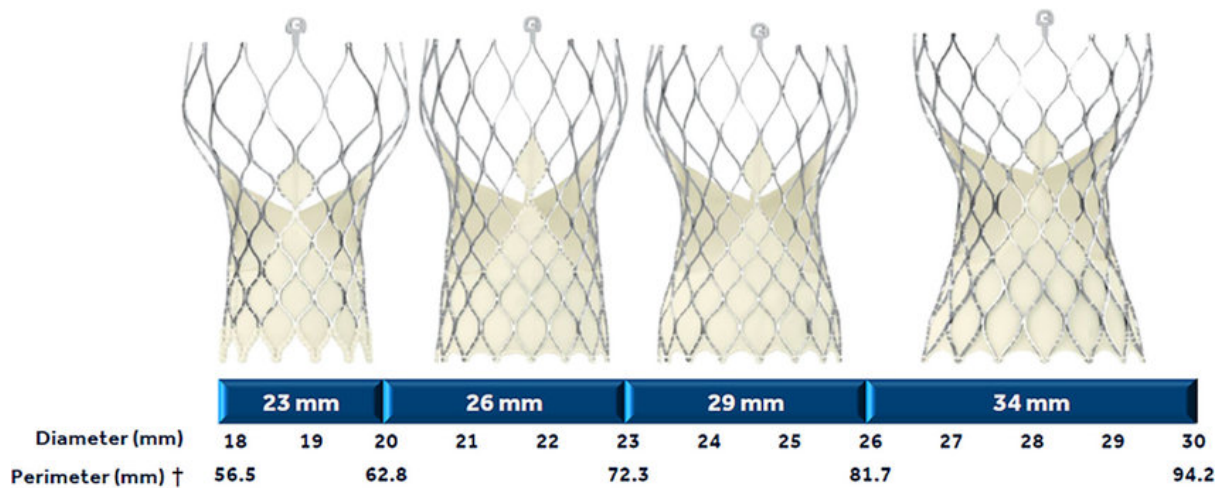 23 mm 26 mm 29 mm 34 mm
Diameter (mm) 18 19 20 21 22 23 24 25 26 27 28 29 30
Perimeter (mm) † 56.5 62.8 72.3 81.7 94.2